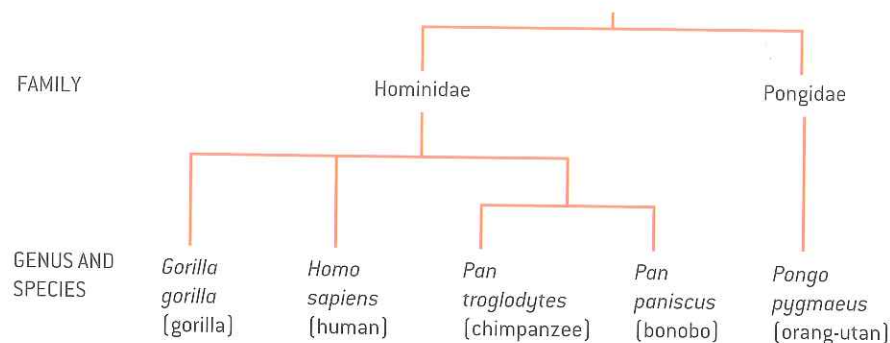 FAMILY
Hominidae
Pongidae
GENUS AND
SPECIES
Gorilla
gorilla
(gorilla)
Homo
sapiens
(human)
Pan
troglodytes
(chimpanzee)
Pan
paniscus
(bonobo)
Pongo
pygmaeus
(orang-utan)